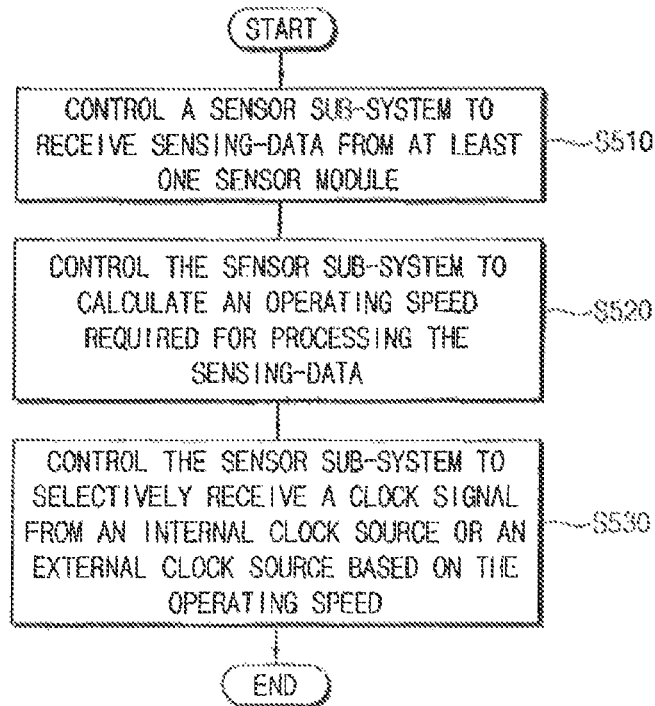 START
CONTROL A SENSOR SUB-SYSTEM TO
RECEIVE SENSING-DATA FROM AT LEAST
ONE SENSOR MODULE
S510
CONTROL THE SENSOR SUB-SYSTEM TO
CALCULATE AN OPERATING SPEED
REQUIRED FOR PROCESSING THE
SENSING-DATA
S520
CONTROL THE SENSOR SUB-SYSTEM TO
SELECTIVELY RECEIVE A CLOCK SIGNAL
FROM AN INTERNAL CLOCK SOURCE OR AN
EXTERNAL CLOCK SOURCE BASED ON THE
OPERATING SPEED
S530
END